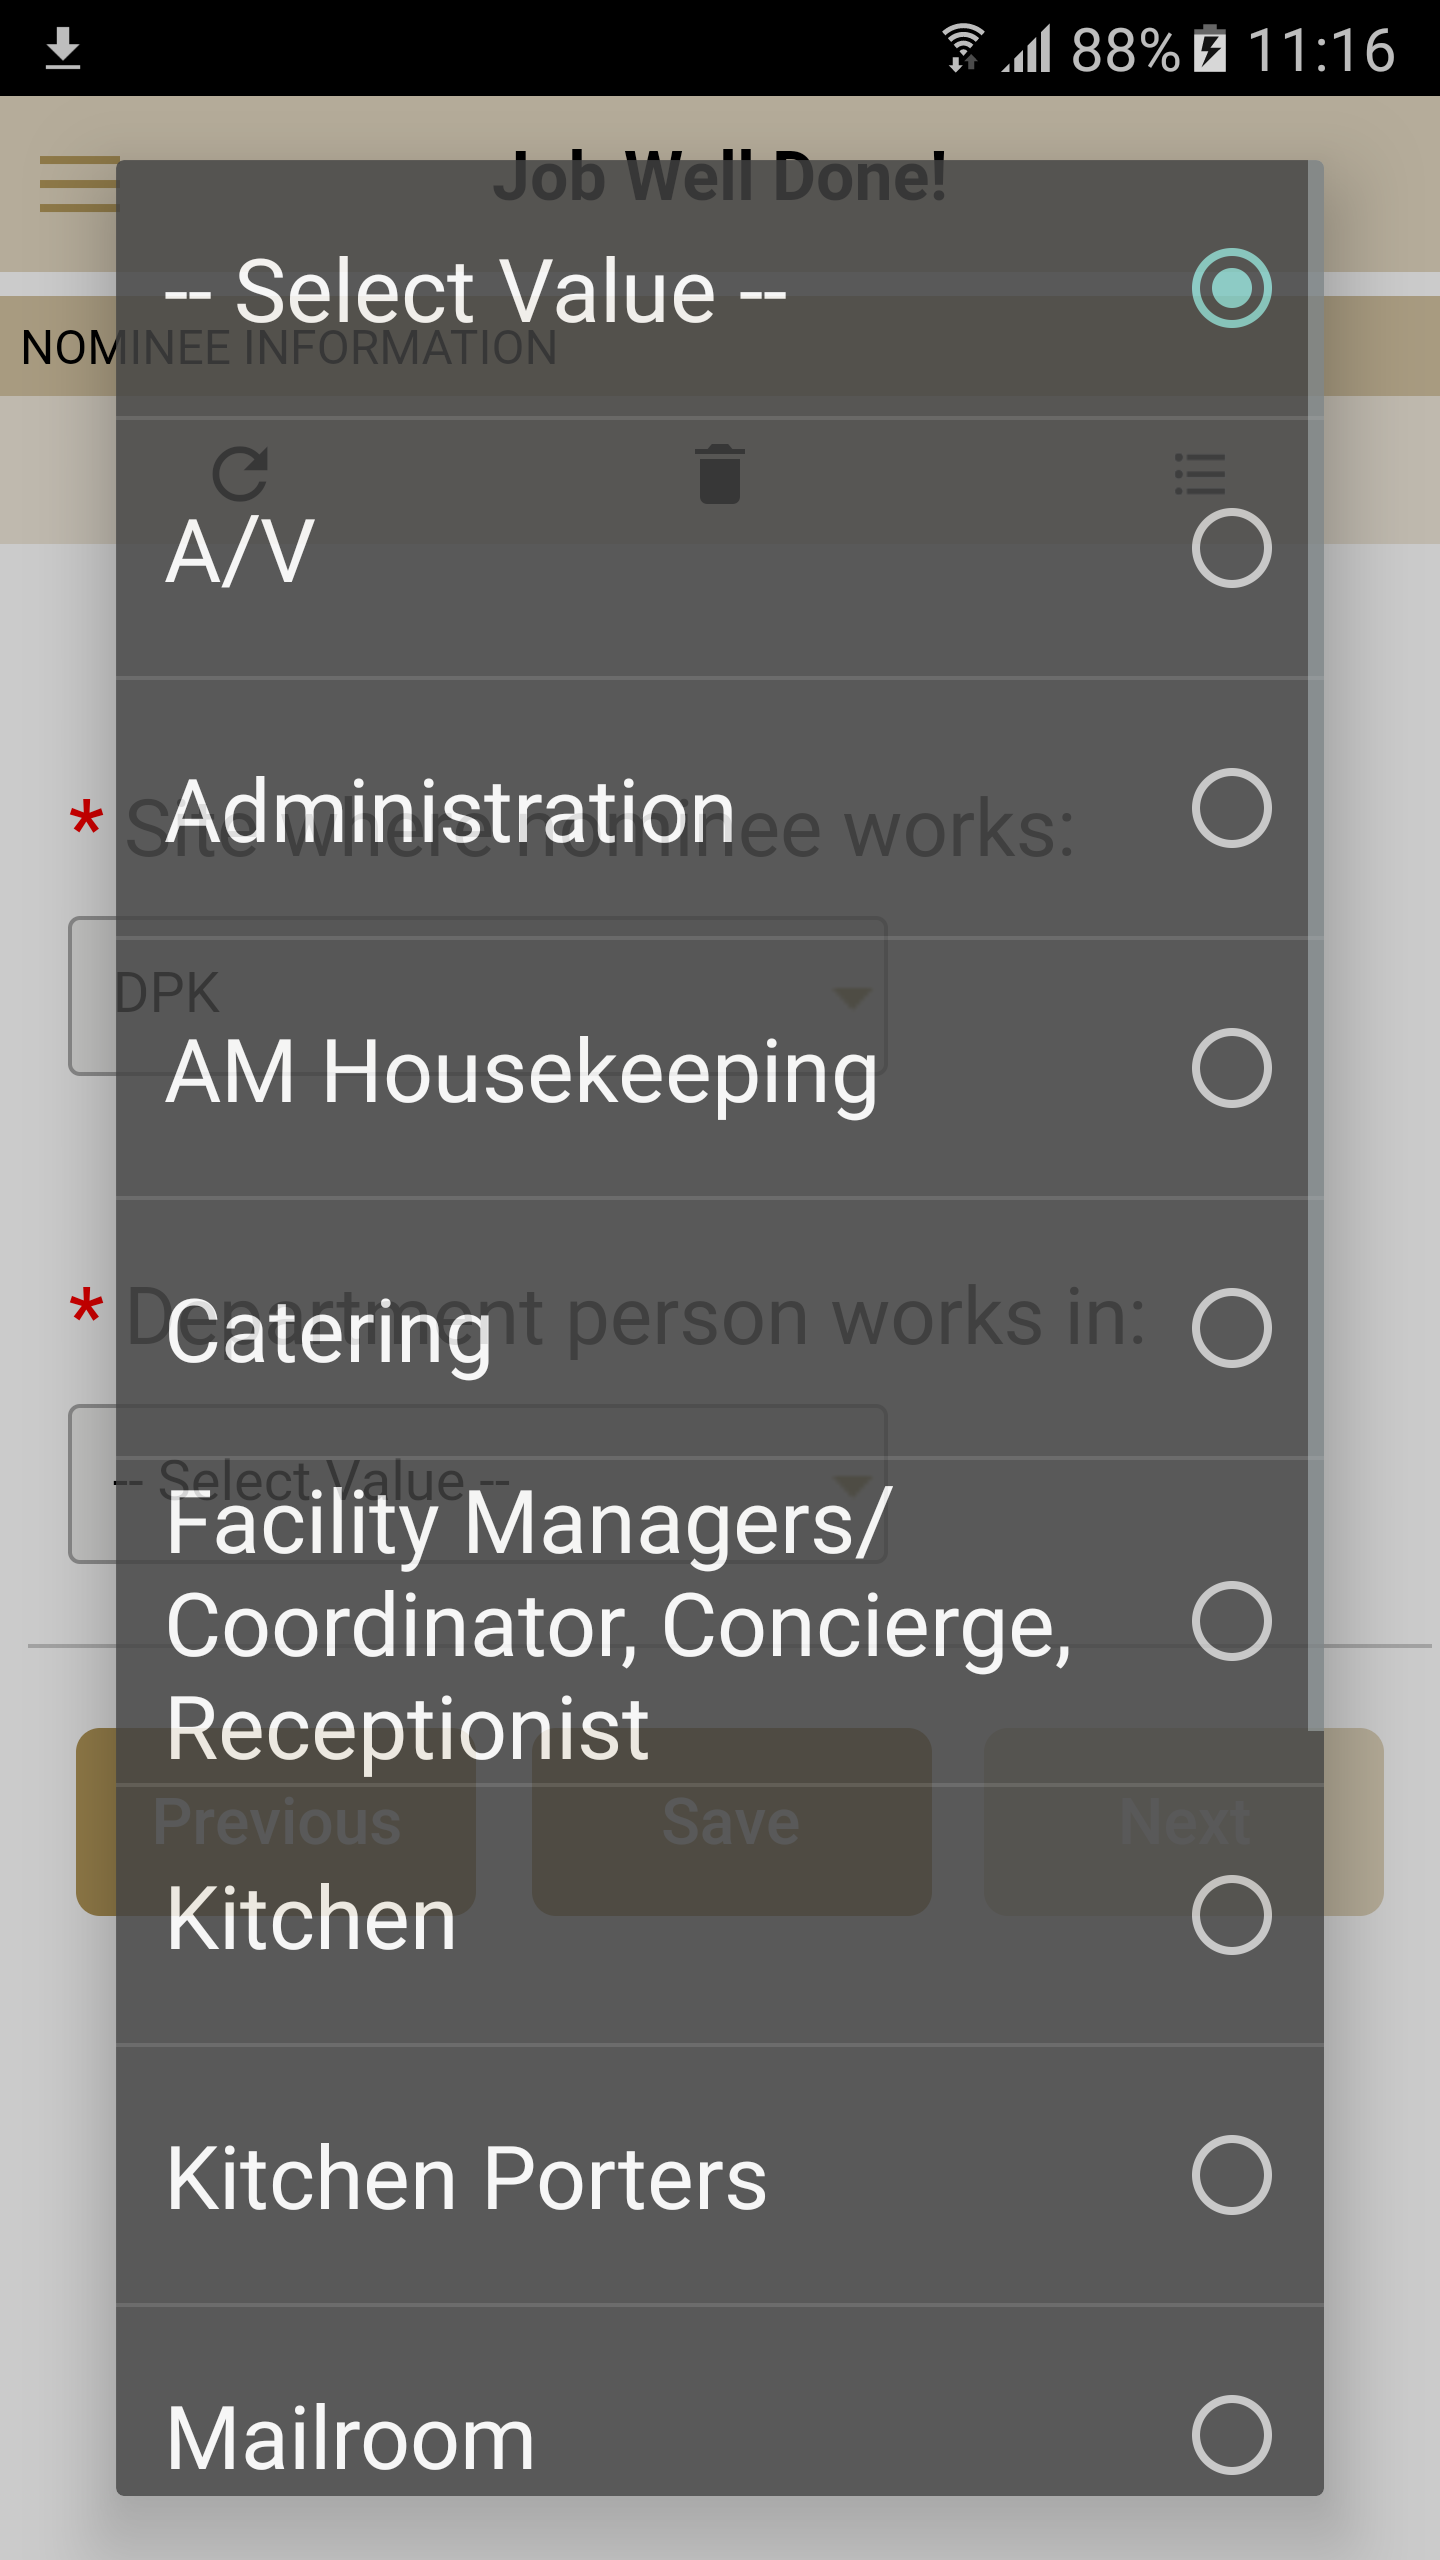 88% 11:16
Job Well Done!
-- Select Value --
NOMINEE INFORMATION
A/V
Administration
* Site where nominee works:
DPK
AM Housekeeping
* Department person works in:
Catering
-- Select Value --
Facility Managers/
Coordinator, Concierge,
Receptionist
Previous Save Next
Kitchen
Kitchen Porters
Mailroom